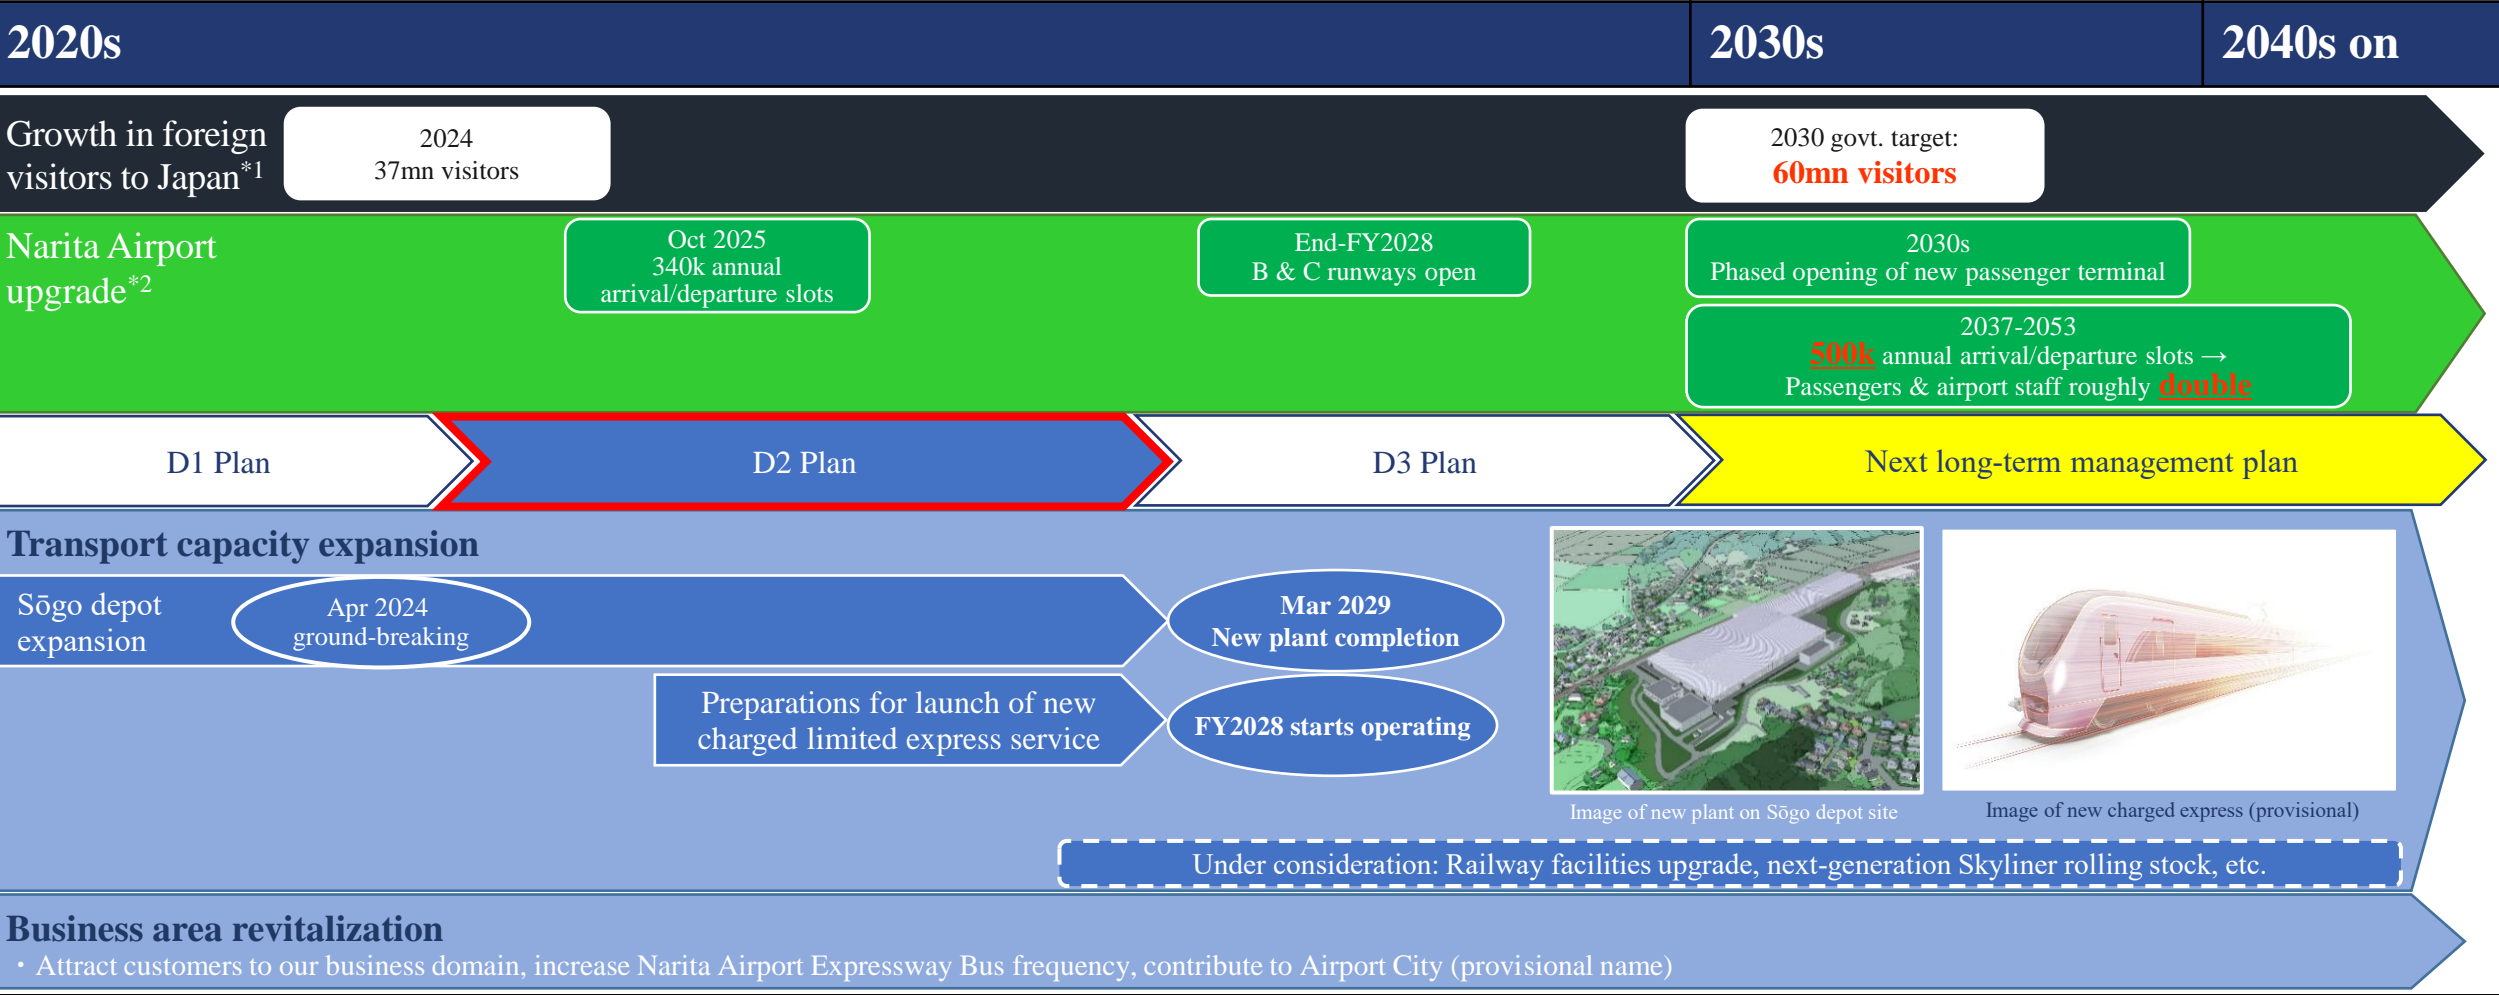 2020s
2030s
2040s on
Growth in foreign
visitors to Japan*1
2024
37mn visitors
2030 govt. target:
60mn visitors
Narita Airport
upgrade*2
Oct 2025
340k annual
arrival/departure slots
End-FY2028
B & C runways open
2030s
Phased opening of new passenger terminal
2037-2053
500k annual arrival/departure slots →
Passengers & airport staff roughly double
D1 Plan
D2 Plan
D3 Plan
Next long-term management plan
Transport capacity expansion
Sōgo depot
expansion
Apr 2024
ground-breaking
Mar 2029
New plant completion
Preparations for launch of new
charged limited express service
FY2028 starts operating
Image of new plant on Sōgo depot site
Image of new charged express (provisional)
Under consideration: Railway facilities upgrade, next-generation Skyliner rolling stock, etc.
Business area revitalization
・Attract customers to our business domain, increase Narita Airport Expressway Bus frequency, contribute to Airport City (provisional name)